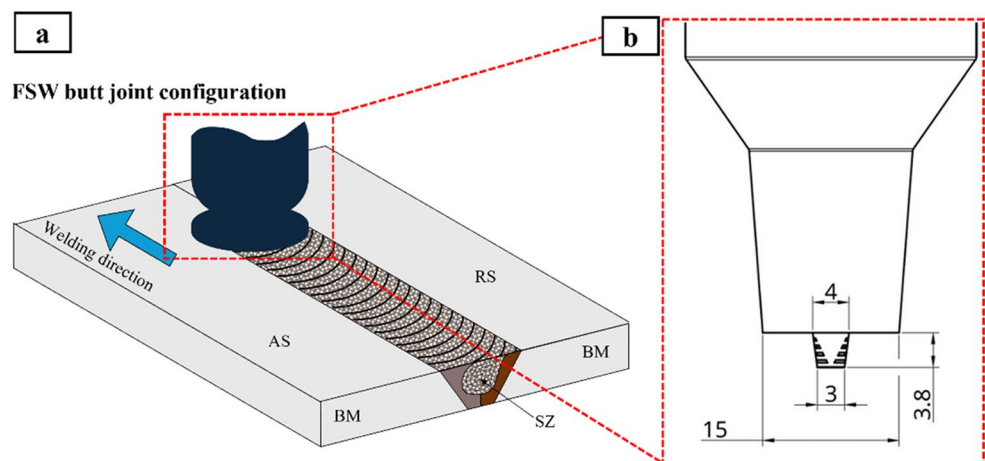 a
FSW butt joint configuration
Welding direction
AS
RS
BM
BM
SZ
b
4
3
3.8
15